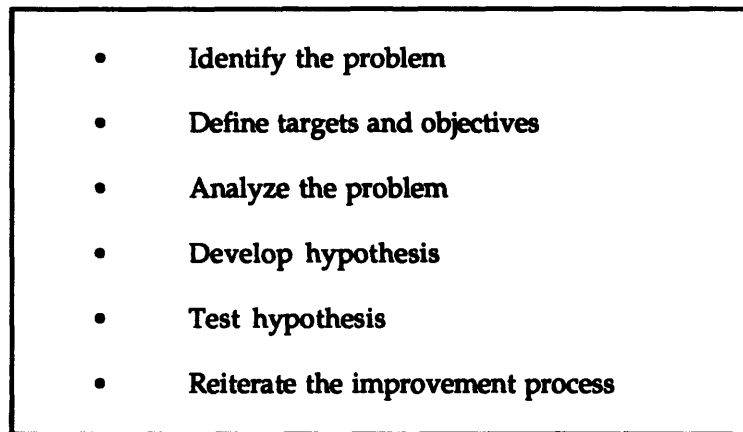 • Identify the problem
• Define targets and objectives
• Analyze the problem
• Develop hypothesis
• Test hypothesis
• Reiterate the improvement process